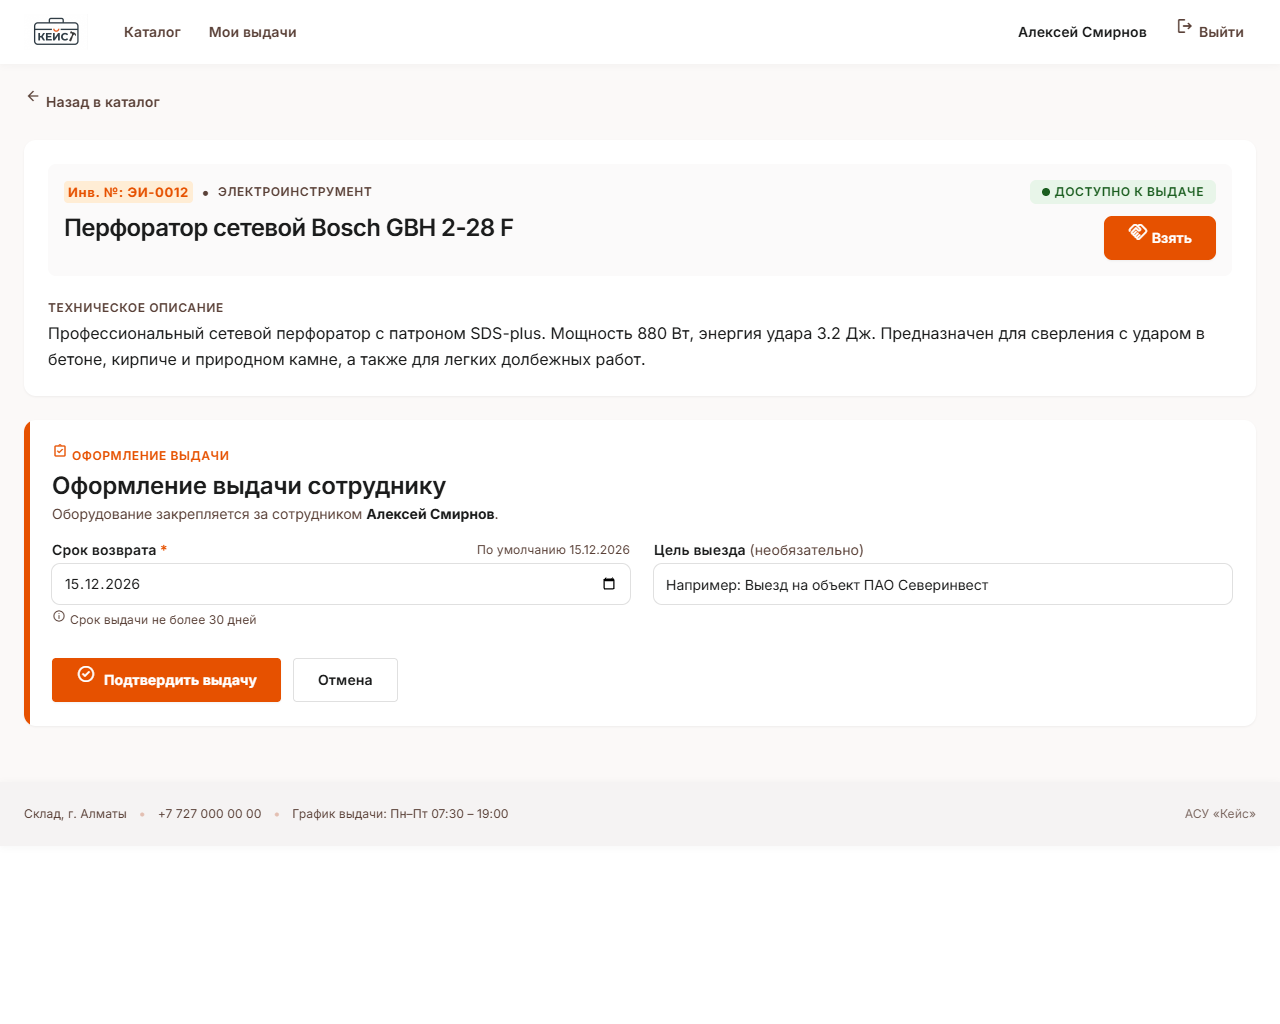 КЕЙС
Каталог
Мои выдачи
Алексей Смирнов
Выйти
Назад в каталог
Инв. №: ЭИ-0012 • ЭЛЕКТРОИНСТРУМЕНТ
ДОСТУПНО К ВЫДАЧЕ
Перфоратор сетевой Bosch GBH 2-28 F
Взять
ТЕХНИЧЕСКОЕ ОПИСАНИЕ
Профессиональный сетевой перфоратор с патроном SDS-plus. Мощность 880 Вт, энергия удара 3.2 Дж. Предназначен для сверления с ударом в
бетоне, кирпиче и природном камне, а также для легких долбежных работ.
ОФОРМЛЕНИЕ ВЫДАЧИ
Оформление выдачи сотруднику
Оборудование закрепляется за сотрудником Алексей Смирнов.
Срок возврата *
По умолчанию 15.12.2026
15.12.2026
Срок выдачи не более 30 дней
Цель выезда (необязательно)
Например: Выезд на объект ПАО Северинвест
Подтвердить выдачу
Отмена
Склад, г. Алматы • +7 727 000 00 00 • График выдачи: Пн–Пт 07:30 – 19:00
АСУ «Кейс»